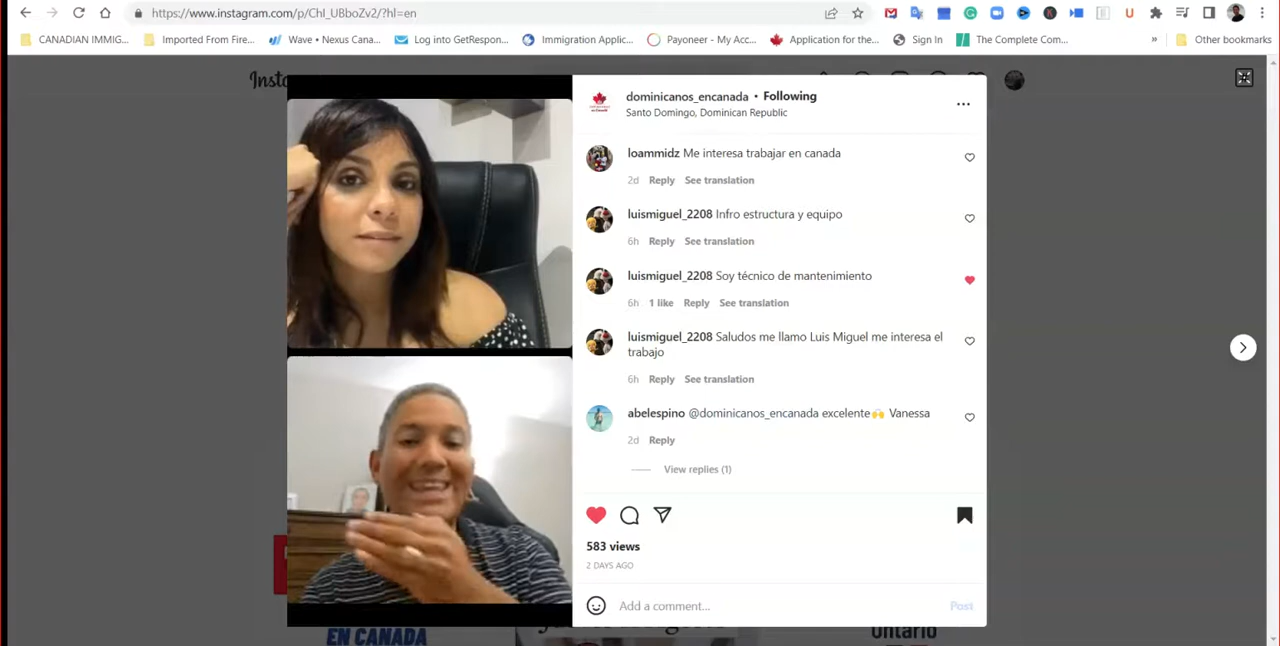 https://www.instagram.com/p/ChI_UBboZv2/?hl=en
CANADIAN IMMIG...
Imported From Fire...
Wave • Nexus Cana...
Log into GetRespon...
Immigration Applic...
Payoneer - My Acc...
Application for the...
Sign In
The Complete Com...
»
Other bookmarks
Insta
dominicanos_encanada • Following
Santo Domingo, Dominican Republic
loammidz Me interesa trabajar en canada
2d Reply See translation
luismiguel_2208 Infro estructura y equipo
6h Reply See translation
luismiguel_2208 Soy técnico de mantenimiento
6h 1 like Reply See translation
luismiguel_2208 Saludos me llamo Luis Miguel me interesa el
trabajo
6h Reply See translation
abelespino @dominicanos_encanada excelente🙌 Vanessa
2d Reply
View replies (1)
583 views
2 DAYS AGO
Add a comment...
Post
EN CANADA
Ontario